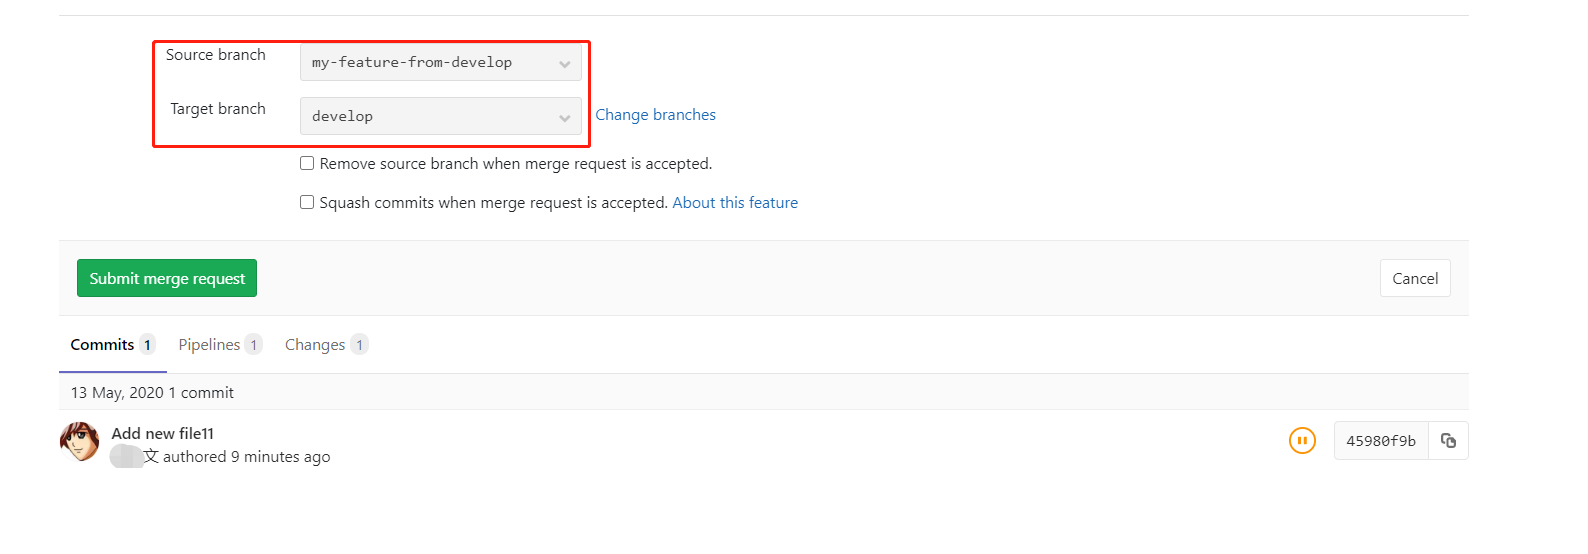 Source branch my-feature-from-develop
Target branch develop Change branches
Remove source branch when merge request is accepted.
Squash commits when merge request is accepted. About this feature
Submit merge request Cancel
Commits 1 Pipelines 1 Changes 1
13 May, 2020 1 commit
Add new file11 45980f9b
文 authored 9 minutes ago